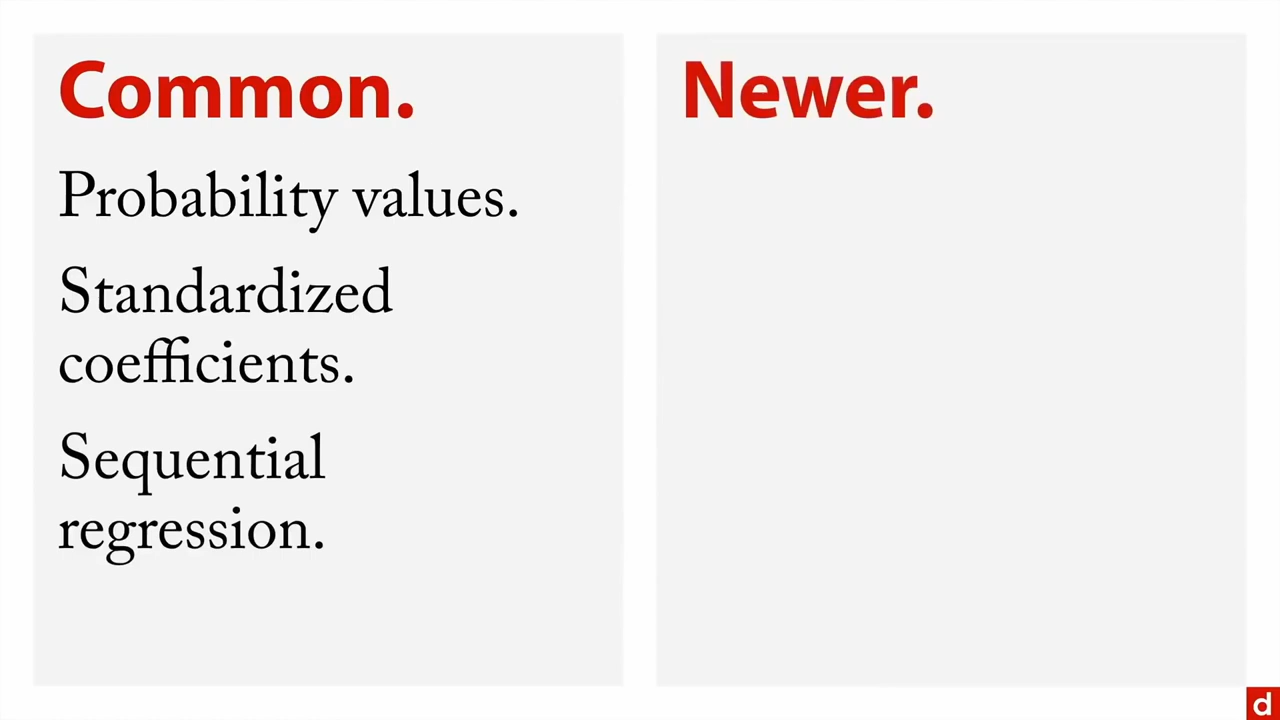 Common.
Probability values.
Standardized
coefficients.
Sequential
regression.
Newer.
d